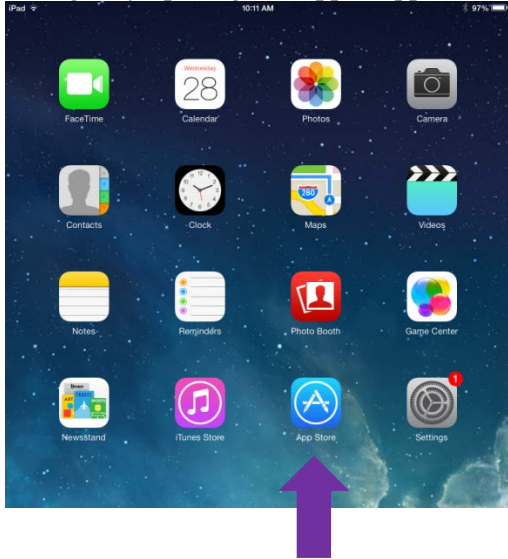 iPad 10:11 AM 97%
Wednesday
28
FaceTime Calendar Photos Camera
280
Contacts Clock Maps Videos
Notes Reminders Photo Booth Game Center
1
Newsstand iTunes Store App Store Settings